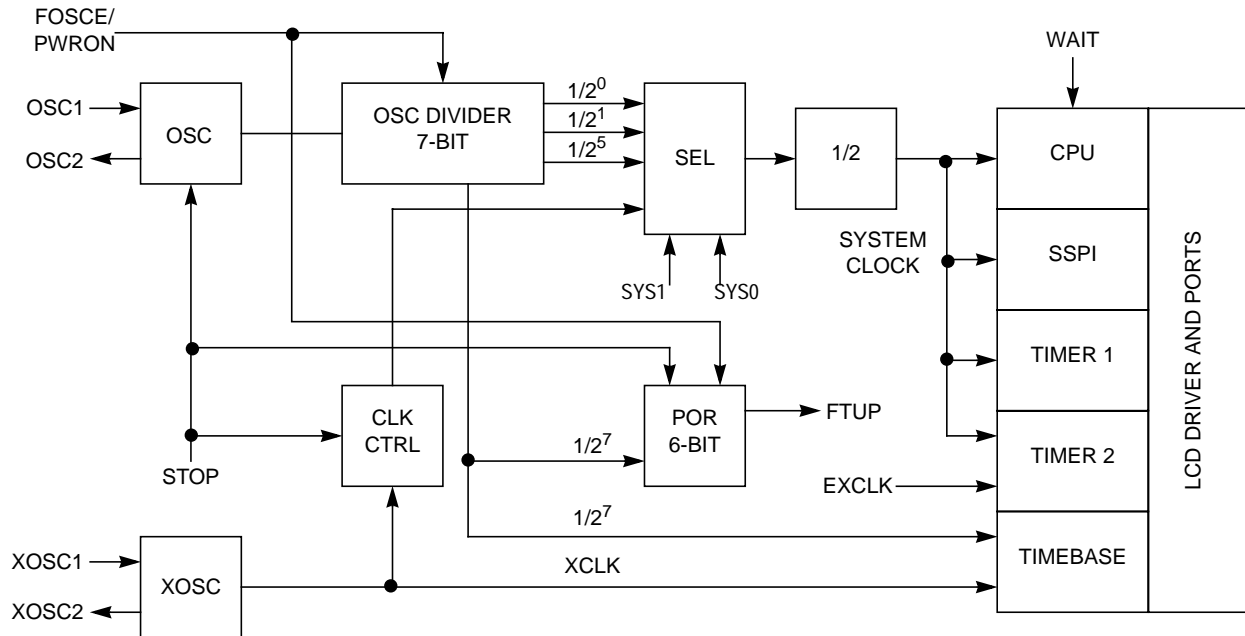 FOSCE/
PWRON
WAIT
OSC1
OSC2
OSC
OSC DIVIDER
7-BIT
1/2⁰
1/2¹
1/2⁵
SEL
1/2
CPU
SYSTEM
CLOCK
SSPI
SYS1
SYS0
TIMER 1
CLK
CTRL
POR
6-BIT
FTUP
TIMER 2
STOP
1/2⁷
EXCLK
1/2⁷
XOSC1
XOSC2
XOSC
XCLK
TIMEBASE
LCD DRIVER AND PORTS